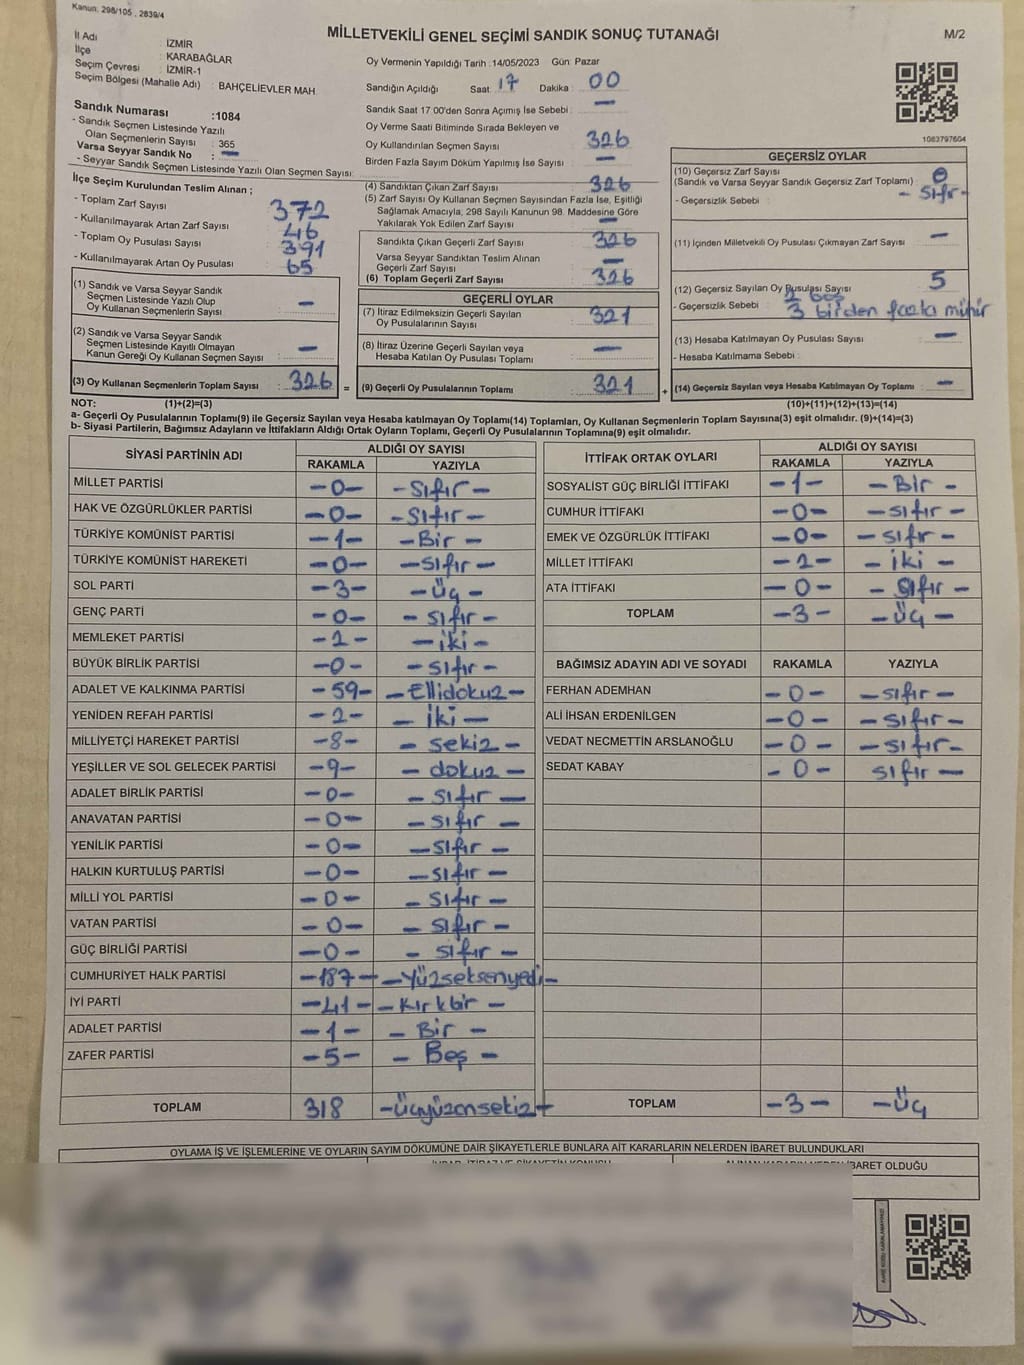 Kanun: 298/105, 2839/4
MİLLETVEKİLİ GENEL SEÇİMİ SANDIK SONUÇ TUTANAĞI
M/2
İl Adı : İZMİR
İlçe : KARABAĞLAR
Seçim Çevresi : İZMİR-1
Seçim Bölgesi (Mahalle Adı) : BAHÇELİEVLER MAH.
Sandık Numarası :1084
- Sandık Seçmen Listesinde Yazılı
Olan Seçmenlerin Sayısı : 365
Varsa Seyyar Sandık No : —
- Seyyar Sandık Seçmen Listesinde Yazılı Olan Seçmen Sayısı:
İlçe Seçim Kurulundan Teslim Alınan ;
- Toplam Zarf Sayısı 372
- Kullanılmayarak Artan Zarf Sayısı 46
- Toplam Oy Pusulası Sayısı 391
- Kullanılmayarak Artan Oy Pusulası 65
(1) Sandık ve Varsa Seyyar Sandık
Seçmen Listesinde Yazılı Olup
Oy Kullanan Seçmenlerin Sayısı : —
(2) Sandık ve Varsa Seyyar Sandık
Seçmen Listesinde Kayıtlı Olmayan
Kanun Gereği Oy Kullanan Seçmen Sayısı : —
(3) Oy Kullanan Seçmenlerin Toplam Sayısı : 326 =
Oy Vermenin Yapıldığı Tarih :14/05/2023 Gün: Pazar
Sandığın Açıldığı Saat: 17 Dakika : 00
Sandık Saat 17.00'den Sonra Açılmış İse Sebebi : —
Oy Verme Saati Bitiminde Sırada Bekleyen ve
Oy Kullandırılan Seçmen Sayısı : 326
Birden Fazla Sayım Döküm Yapılmış İse Sayısı : —
(4) Sandıktan Çıkan Zarf Sayısı : 326
(5) Zarf Sayısı Oy Kullanan Seçmen Sayısından Fazla İse, Eşitliği
Sağlamak Amacıyla, 298 Sayılı Kanunun 98. Maddesine Göre
Yakılarak Yok Edilen Zarf Sayısı : —
Sandıkta Çıkan Geçerli Zarf Sayısı : 326
Varsa Seyyar Sandıktan Teslim Alınan
Geçerli Zarf Sayısı : —
(6) Toplam Geçerli Zarf Sayısı : 326
GEÇERLİ OYLAR
(7) İtiraz Edilmeksizin Geçerli Sayılan
Oy Pusulalarının Sayısı : 321
(8) İtiraz Üzerine Geçerli Sayılan veya
Hesaba Katılan Oy Pusulası Toplamı : —
(9) Geçerli Oy Pusulalarının Toplamı : 321 +
1083797604
GEÇERSİZ OYLAR
(10) Geçersiz Zarf Sayısı
(Sandık ve Varsa Seyyar Sandık Geçersiz Zarf Toplamı) : 0
- Geçersizlik Sebebi : - Sıfır-
(11) İçinden Milletvekili Oy Pusulası Çıkmayan Zarf Sayısı : —
(12) Geçersiz Sayılan Oy Pusulası Sayısı : 5
2 boş
- Geçersizlik Sebebi : 3 birden fazla mühür
(13) Hesaba Katılmayan Oy Pusulası Sayısı : —
- Hesaba Katılmama Sebebi :
(14) Geçersiz Sayılan veya Hesaba Katılmayan Oy Toplamı : —
NOT: (1)+(2)=(3) (10)+(11)+(12)+(13)=(14)
a- Geçerli Oy Pusulalarının Toplamı(9) ile Geçersiz Sayılan veya Hesaba katılmayan Oy Toplamı(14) Toplamları, Oy Kullanan Seçmenlerin Toplam Sayısına(3) eşit olmalıdır. (9)+(14)=(3)
b- Siyasi Partilerin, Bağımsız Adayların ve İttifakların Aldığı Ortak Oyların Toplamı, Geçerli Oy Pusulalarının Toplamına(9) eşit olmalıdır.
SİYASİ PARTİNİN ADI ALDIĞI OY SAYISI
RAKAMLA YAZIYLA
MİLLET PARTİSİ -0- -Sıfır-
HAK VE ÖZGÜRLÜKLER PARTİSİ -0- -Sıfır-
TÜRKİYE KOMÜNİST PARTİSİ -1- -Bir-
TÜRKİYE KOMÜNİST HAREKETİ -0- -sıfır-
SOL PARTİ -3- -Üç-
GENÇ PARTİ -0- -sıfır-
MEMLEKET PARTİSİ -2- -iki-
BÜYÜK BİRLİK PARTİSİ -0- -sıfır-
ADALET VE KALKINMA PARTİSİ -59- -Ellidokuz-
YENİDEN REFAH PARTİSİ -2- -İki-
MİLLİYETÇİ HAREKET PARTİSİ -8- -sekiz-
YEŞİLLER VE SOL GELECEK PARTİSİ -9- -dokuz-
ADALET BİRLİK PARTİSİ -0- -sıfır-
ANAVATAN PARTİSİ -0- -sıfır-
YENİLİK PARTİSİ -0- -sıfır-
HALKIN KURTULUŞ PARTİSİ -0- -sıfır-
MİLLİ YOL PARTİSİ -0- -sıfır-
VATAN PARTİSİ -0- -sıfır-
GÜÇ BİRLİĞİ PARTİSİ -0- -sıfır-
CUMHURİYET HALK PARTİSİ -187- -Yüzseksenyedi-
İYİ PARTİ -41- -Kırkbir-
ADALET PARTİSİ -1- -Bir-
ZAFER PARTİSİ -5- -Beş-
TOPLAM 318 -üçyüzonsekiz-
İTTİFAK ORTAK OYLARI ALDIĞI OY SAYISI
RAKAMLA YAZIYLA
SOSYALİST GÜÇ BİRLİĞİ İTTİFAKI -1- -Bir-
CUMHUR İTTİFAKI -0- -sıfır-
EMEK VE ÖZGÜRLÜK İTTİFAKI -0- -sıfır-
MİLLET İTTİFAKI -2- -iki-
ATA İTTİFAKI -0- -sıfır-
TOPLAM -3- -Üç-
BAĞIMSIZ ADAYIN ADI VE SOYADI RAKAMLA YAZIYLA
FERHAN ADEMHAN -0- -sıfır-
ALİ İHSAN ERDENİLGEN -0- -sıfır-
VEDAT NECMETTİN ARSLANOĞLU -0- -sıfır-
SEDAT KABAY -0- sıfır-
TOPLAM -3- -Üç
OYLAMA İŞ VE İŞLEMLERİNE VE OYLARIN SAYIM DÖKÜMÜNE DAİR ŞİKAYETLERLE BUNLARA AİT KARARLARIN NELERDEN İBARET BULUNDUKLARI
İBARET OLDUĞU